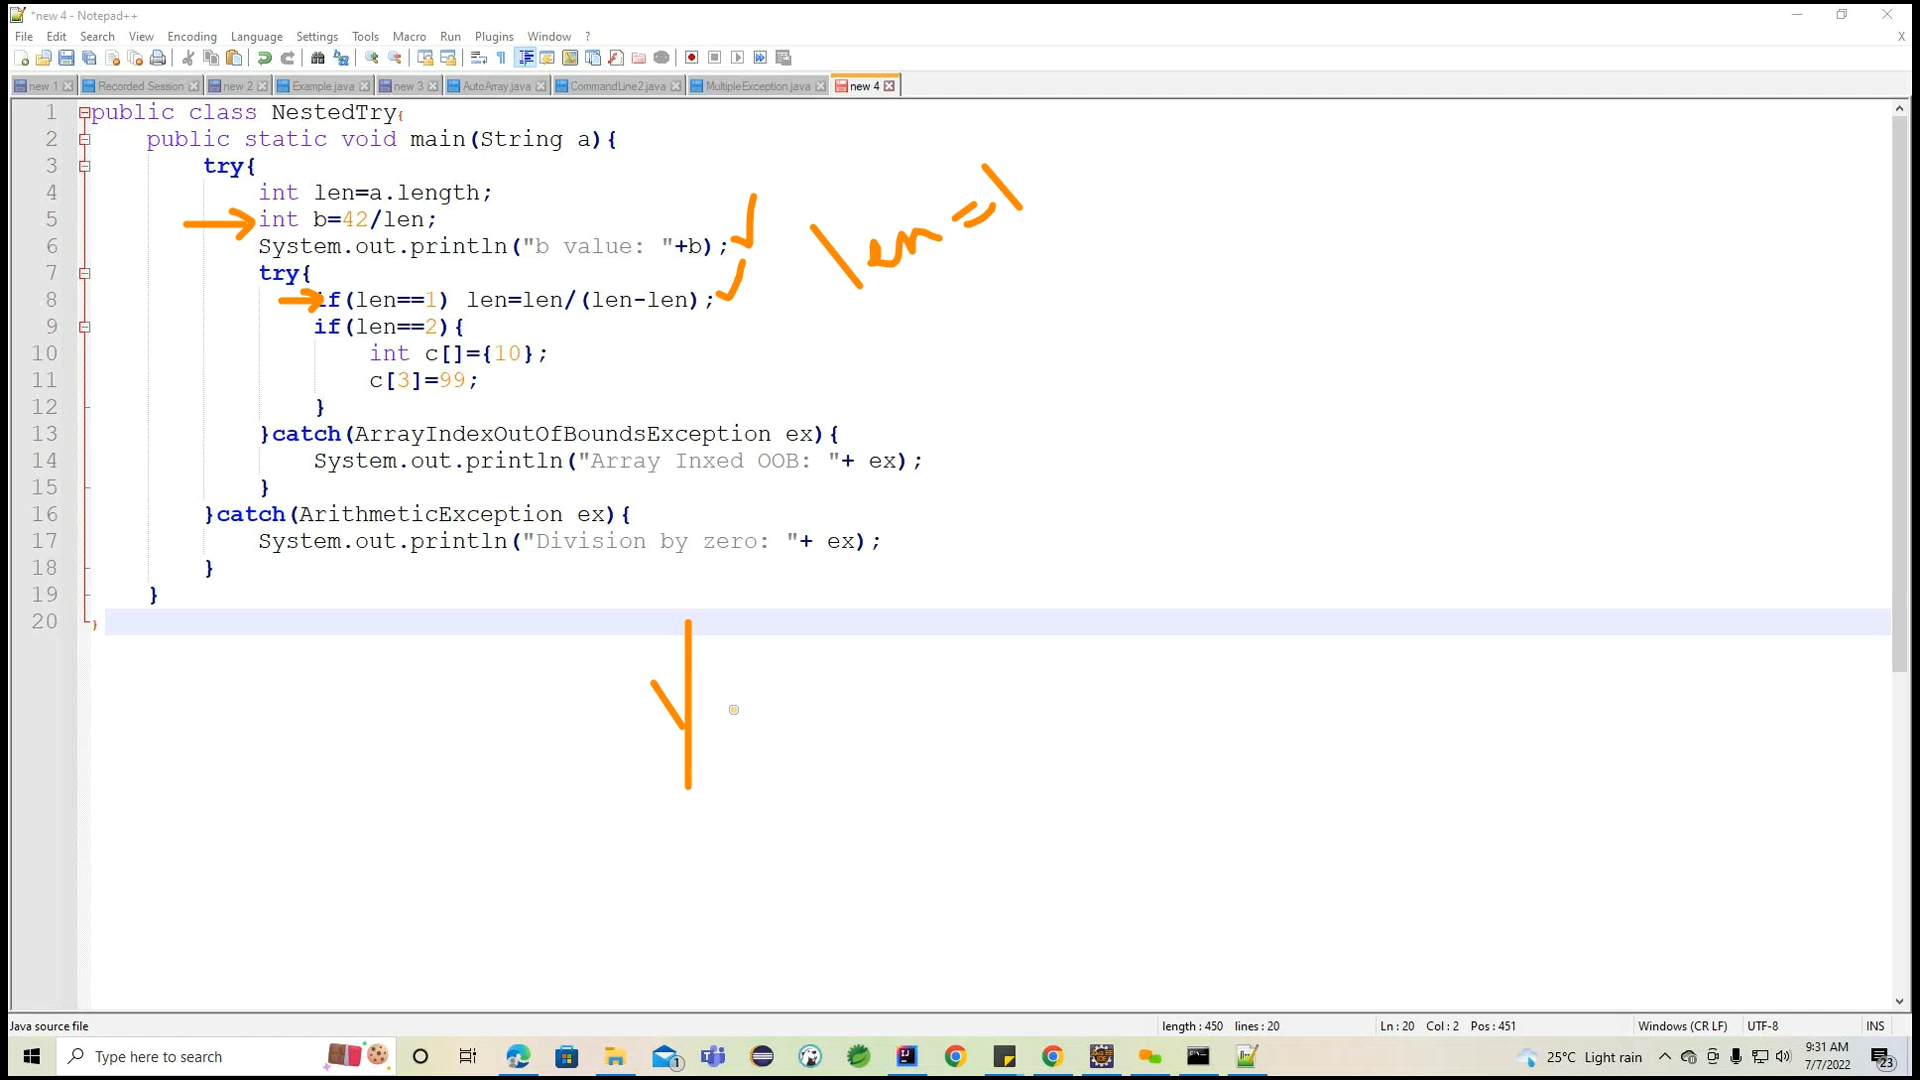 *new 4 - Notepad++
File Edit Search View Encoding Language Settings Tools Macro Run Plugins Window ? X
new 1 Recorded Session new 2 Example.java new 3 AutoArray.java CommandLine2.java MultipleException.java new 4
1 public class NestedTry{
2 public static void main(String a){
3 try{
4 int len=a.length;
5 int b=42/len;
6 System.out.println("b value: "+b);
7 try{
8 if(len==1) len=len/(len-len);
9 if(len==2){
10 int c[]={10};
11 c[3]=99;
12 }
13 }catch(ArrayIndexOutOfBoundsException ex){
14 System.out.println("Array Inxed OOB: "+ ex);
15 }
16 }catch(ArithmeticException ex){
17 System.out.println("Division by zero: "+ ex);
18 }
19 }
20 }
len=1
Java source file length : 450 lines : 20 Ln : 20 Col : 2 Pos : 451 Windows (CR LF) UTF-8 INS
Type here to search 1 25°C Light rain 9:31 AM
7/7/2022 23